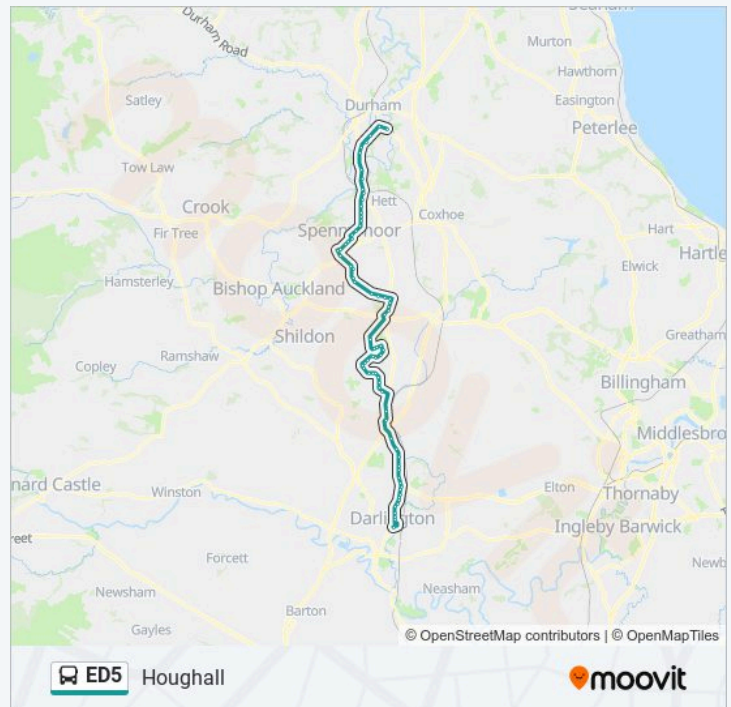 Durham Road
Murton
Hawthorn
Satley
Durham
Easington
Peterlee
Tow Law
Crook
Hett
Coxhoe
Fir Tree
Hart
Elwick
Hartle
Hamsterley
Bishop Auckland
Shildon
Greatham
Copley
Ramshaw
Billingham
Middlesbro
nard Castle
Winston
Elton
Thornaby
Darlington
Ingleby Barwick
reet
Forcett
Newb
Newsham
Neasham
Barton
Gayles
© OpenStreetMap contributors | © OpenMapTiles
ED5 Houghall
moovit